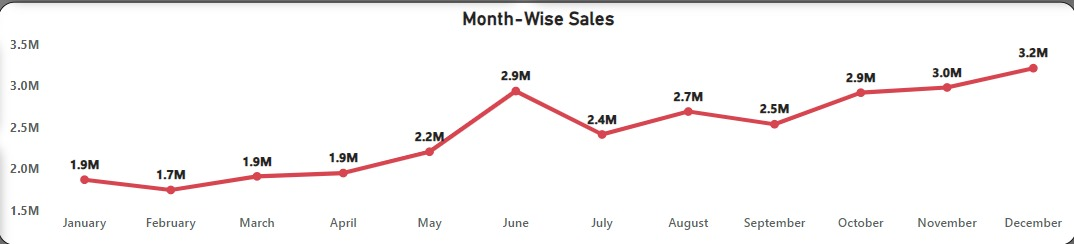 Month-Wise Sales
3.5M
3.0M
2.5M
2.0M
1.5M
1.9M
1.7M
1.9M
1.9M
2.2M
2.9M
2.4M
2.7M
2.5M
2.9M
3.0M
3.2M
January February March April May June July August September October November December